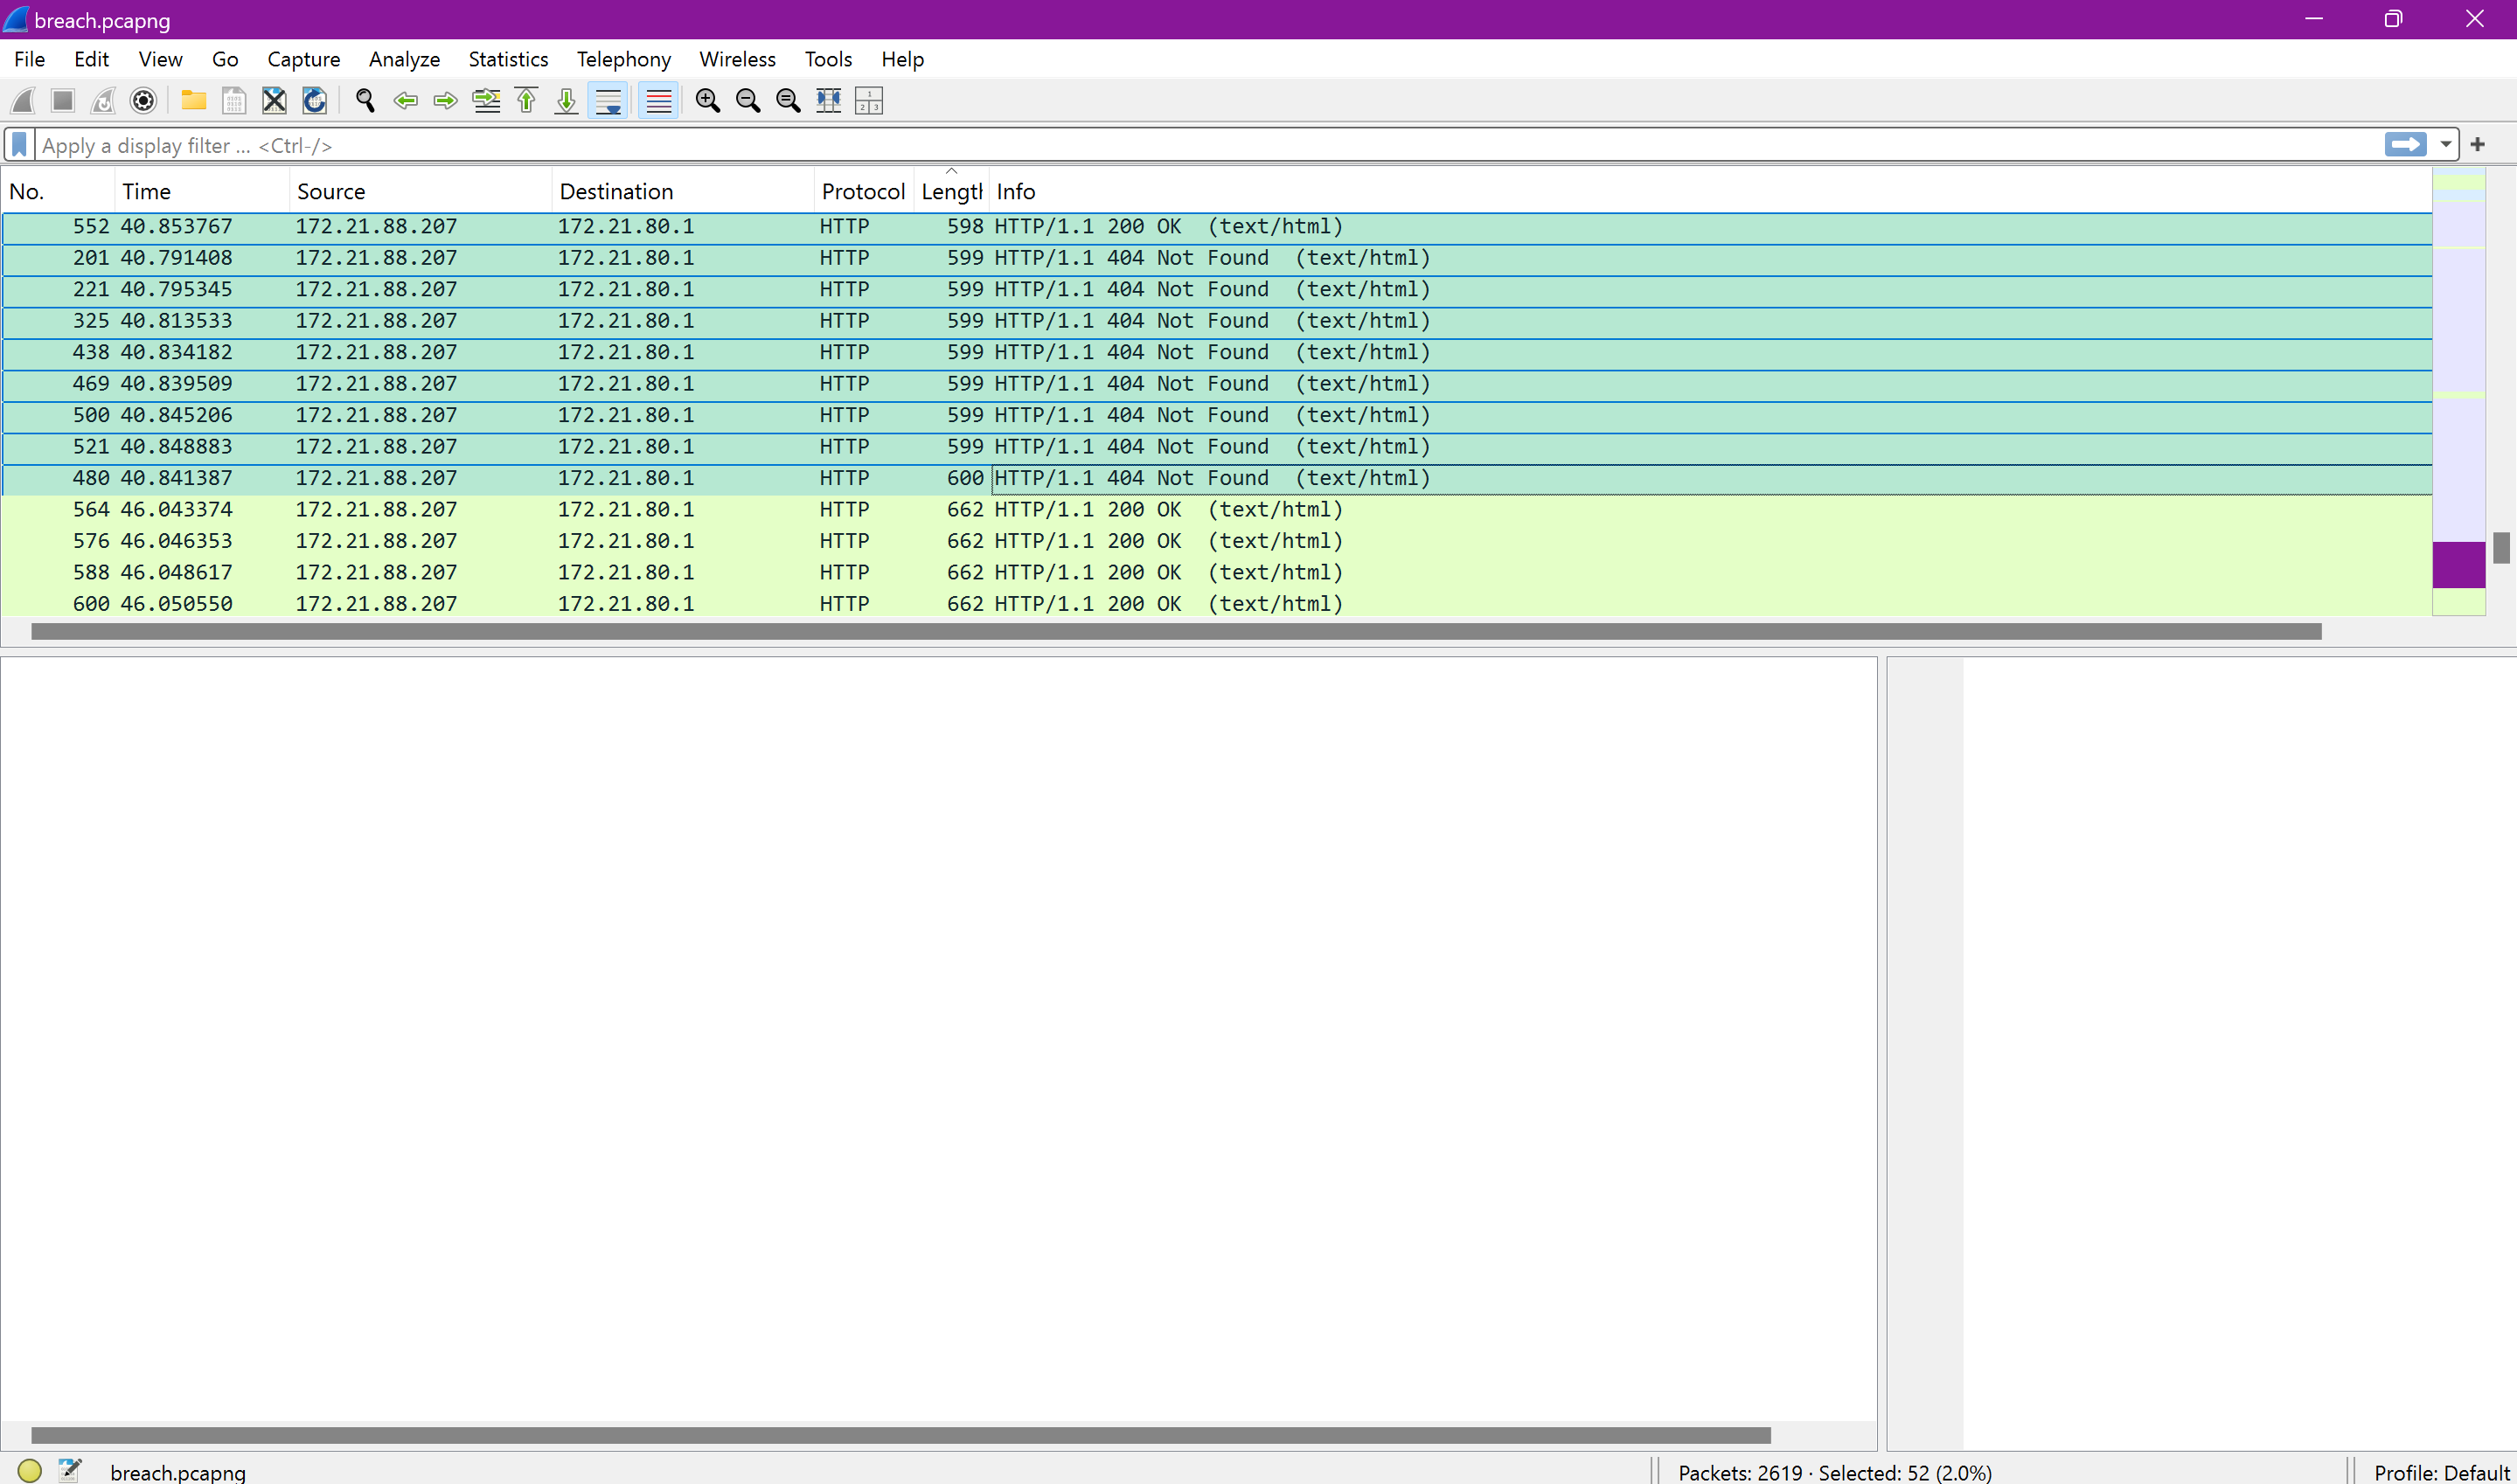 breach.pcapng
File Edit View Go Capture Analyze Statistics Telephony Wireless Tools Help
Apply a display filter ... <Ctrl-/>
No. Time Source Destination Protocol Length Info
552 40.853767 172.21.88.207 172.21.80.1 HTTP 598 HTTP/1.1 200 OK (text/html)
201 40.791408 172.21.88.207 172.21.80.1 HTTP 599 HTTP/1.1 404 Not Found (text/html)
221 40.795345 172.21.88.207 172.21.80.1 HTTP 599 HTTP/1.1 404 Not Found (text/html)
325 40.813533 172.21.88.207 172.21.80.1 HTTP 599 HTTP/1.1 404 Not Found (text/html)
438 40.834182 172.21.88.207 172.21.80.1 HTTP 599 HTTP/1.1 404 Not Found (text/html)
469 40.839509 172.21.88.207 172.21.80.1 HTTP 599 HTTP/1.1 404 Not Found (text/html)
500 40.845206 172.21.88.207 172.21.80.1 HTTP 599 HTTP/1.1 404 Not Found (text/html)
521 40.848883 172.21.88.207 172.21.80.1 HTTP 599 HTTP/1.1 404 Not Found (text/html)
480 40.841387 172.21.88.207 172.21.80.1 HTTP 600 HTTP/1.1 404 Not Found (text/html)
564 46.043374 172.21.88.207 172.21.80.1 HTTP 662 HTTP/1.1 200 OK (text/html)
576 46.046353 172.21.88.207 172.21.80.1 HTTP 662 HTTP/1.1 200 OK (text/html)
588 46.048617 172.21.88.207 172.21.80.1 HTTP 662 HTTP/1.1 200 OK (text/html)
600 46.050550 172.21.88.207 172.21.80.1 HTTP 662 HTTP/1.1 200 OK (text/html)
breach.pcapng Packets: 2619 · Selected: 52 (2.0%) Profile: Default